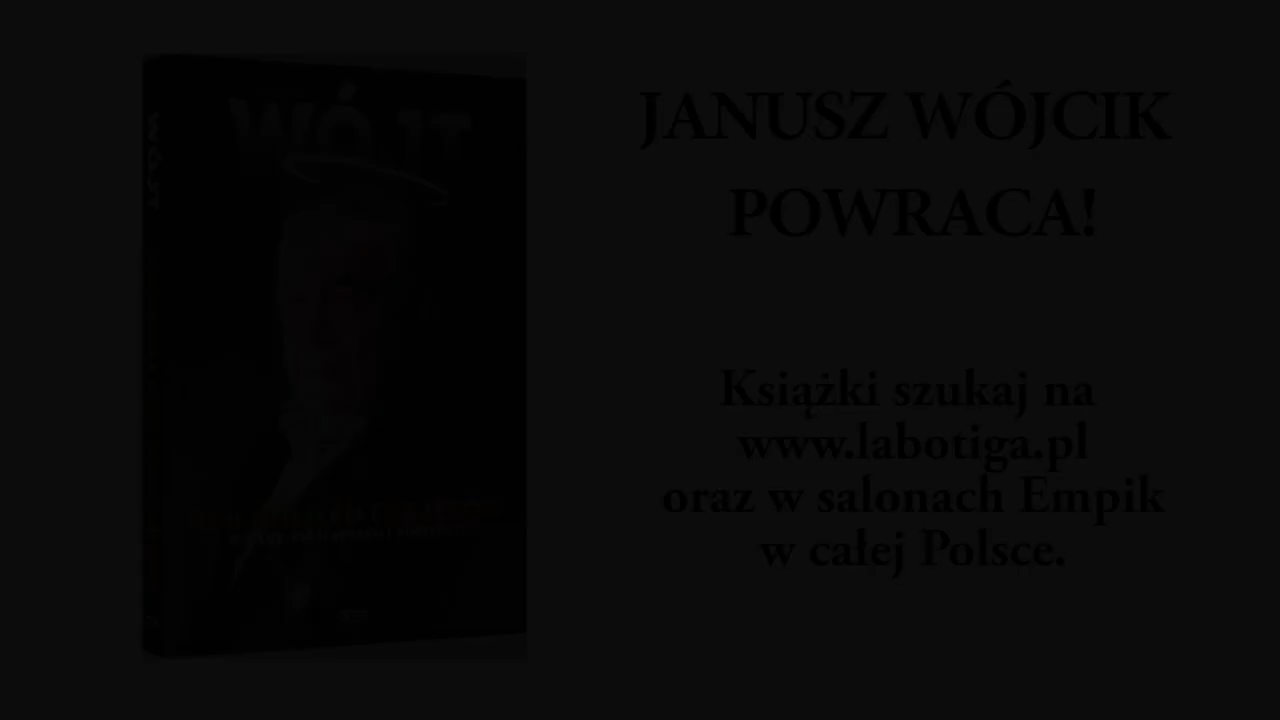 WÓJT
JANUSZ WÓJCIK
POWRACA!
Książki szukaj na
www.labotiga.pl
oraz w salonach Empik
w całej Polsce.